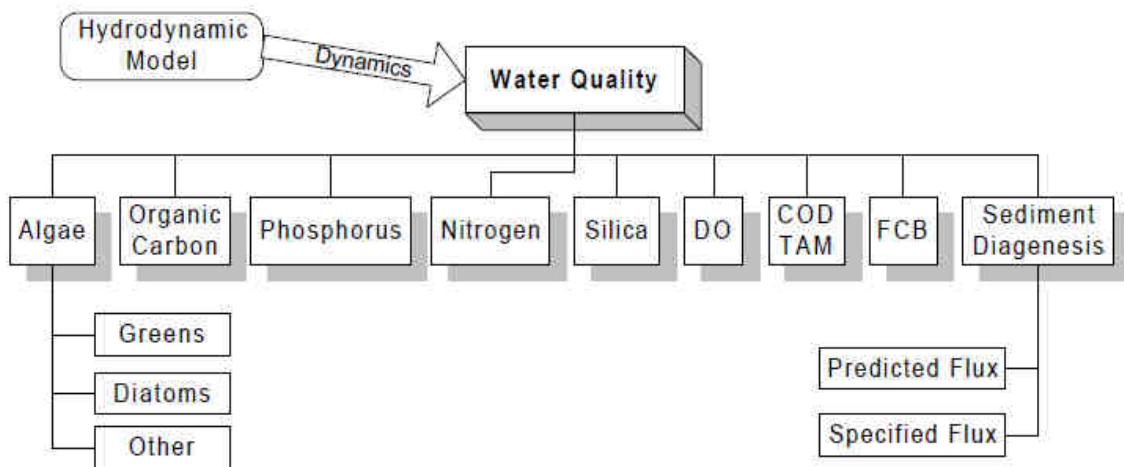 Hydrodynamic
Model
Dynamics
Water Quality
Algae
Organic
Carbon
Phosphorus
Nitrogen
Silica
DO
COD
TAM
FCB
Sediment
Diagenesis
Greens
Diatoms
Other
Predicted Flux
Specified Flux